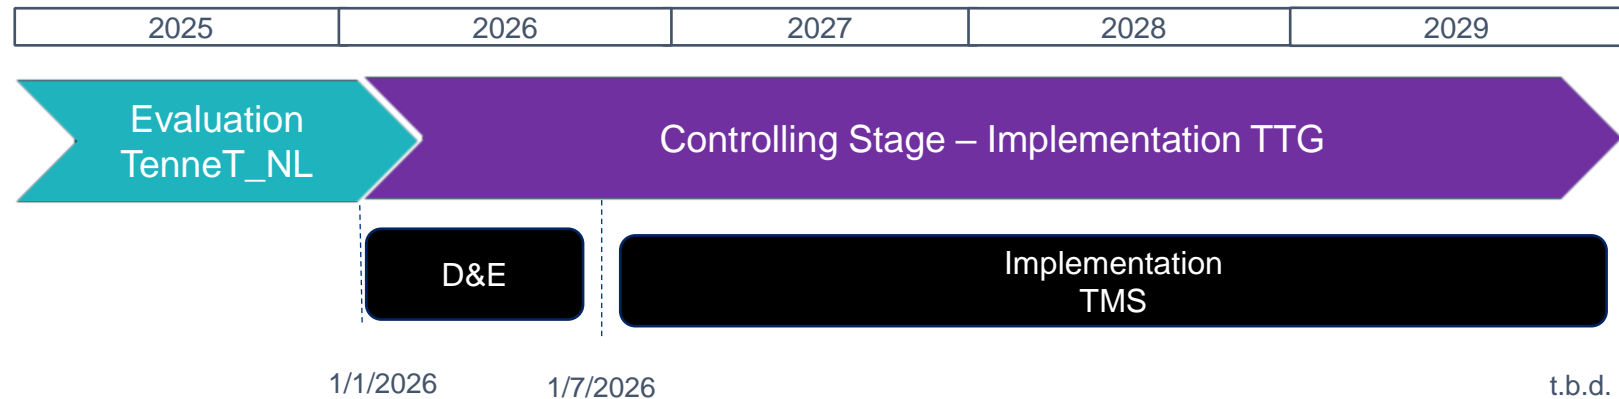 2025 2026 2027 2028 2029
Evaluation
TenneT_NL
Controlling Stage – Implementation TTG
D&E
Implementation
TMS
1/1/2026 1/7/2026 t.b.d.